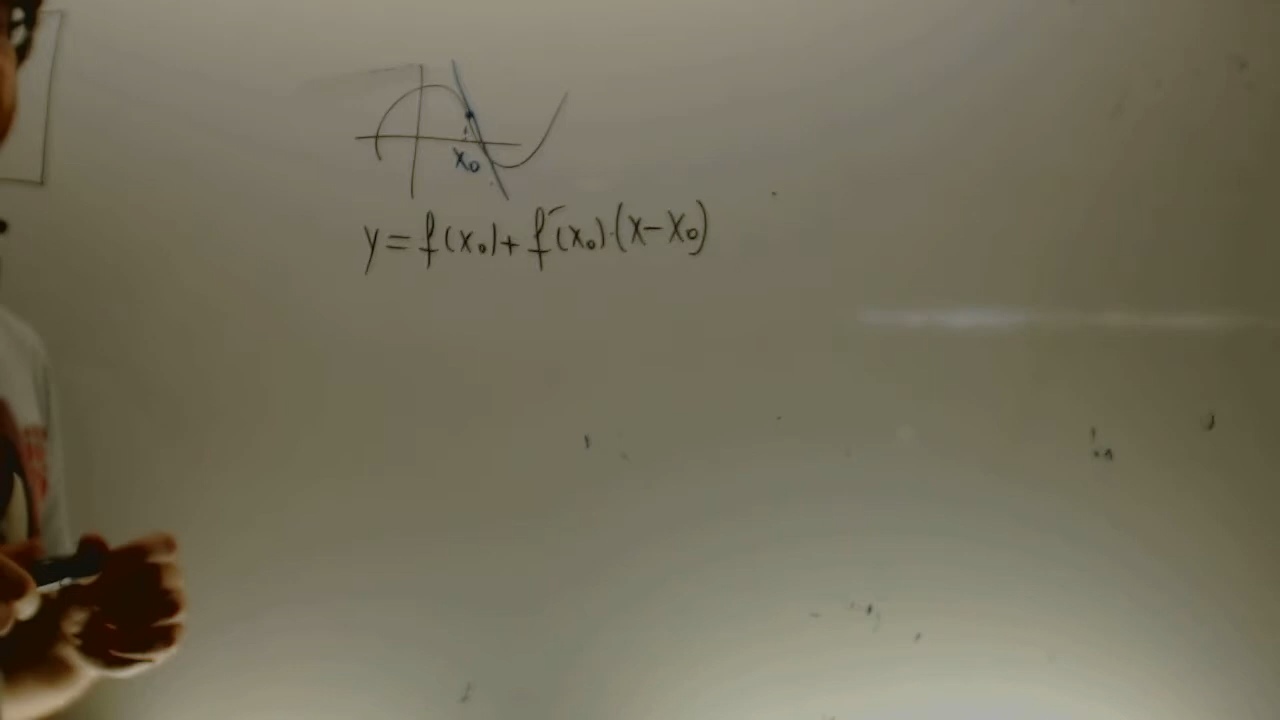 x₀
y = f(x₀) + f'(x₀)·(x - x₀)